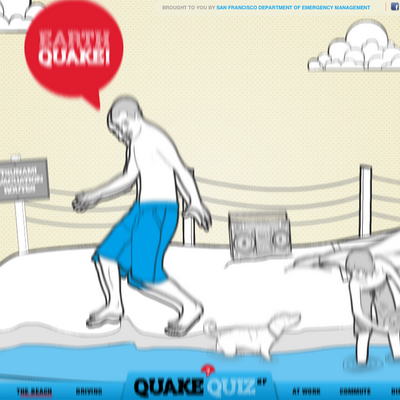 BROUGHT TO YOU BY SAN FRANCISCO DEPARTMENT OF EMERGENCY MANAGEMENT
EARTH
QUAKE!
TSUNAMI
EVACUATION
ROUTE
THE BEACH
DRIVING
QUAKE QUIZ SF
AT WORK
COMMUTE